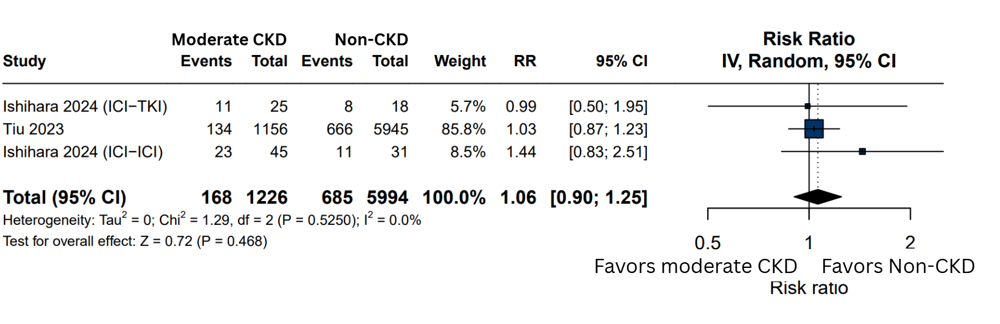 Moderate CKD Non-CKD Risk Ratio
Study Events Total Events Total Weight RR 95% CI IV, Random, 95% CI
Ishihara 2024 (ICI−TKI) 11 25 8 18 5.7% 0.99 [0.50; 1.95]
Tiu 2023 134 1156 666 5945 85.8% 1.03 [0.87; 1.23]
Ishihara 2024 (ICI−ICI) 23 45 11 31 8.5% 1.44 [0.83; 2.51]
Total (95% CI) 168 1226 685 5994 100.0% 1.06 [0.90; 1.25]
Heterogeneity: Tau² = 0; Chi² = 1.29, df = 2 (P = 0.5250); I² = 0.0%
Test for overall effect: Z = 0.72 (P = 0.468)
0.5 1 2
Favors moderate CKD Favors Non-CKD
Risk ratio